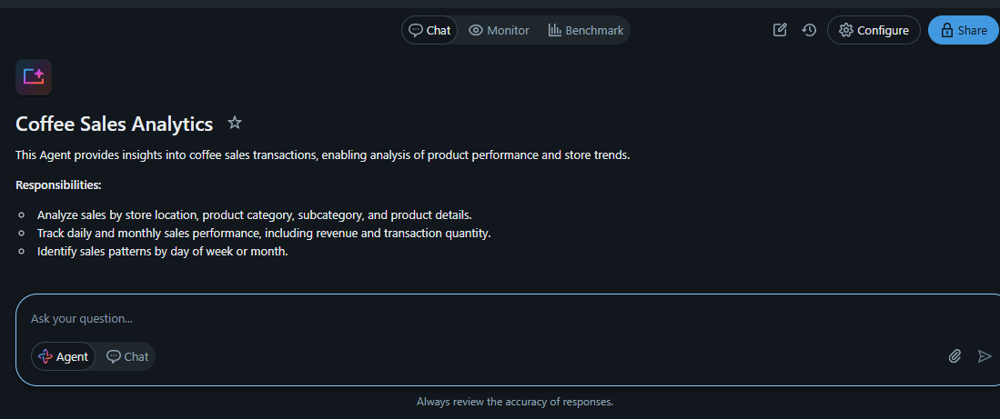 Chat Monitor Benchmark Configure Share
Coffee Sales Analytics
This Agent provides insights into coffee sales transactions, enabling analysis of product performance and store trends.
Responsibilities:
Analyze sales by store location, product category, subcategory, and product details.
Track daily and monthly sales performance, including revenue and transaction quantity.
Identify sales patterns by day of week or month.
Ask your question...
Agent Chat
Always review the accuracy of responses.